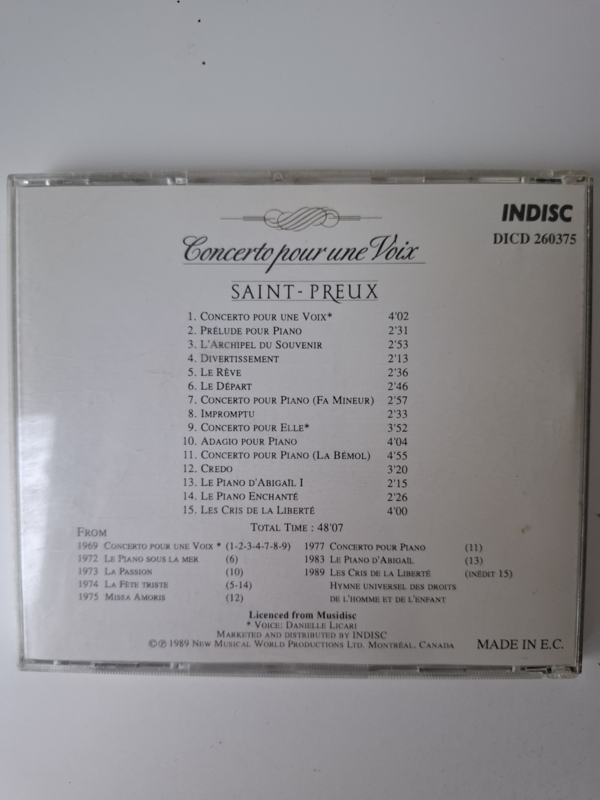 INDISC
DICD 260375
Concerto pour une Voix
SAINT-PREUX
1. CONCERTO POUR UNE VOIX* 4'02
2. PRÉLUDE POUR PIANO 2'31
3. L'ARCHIPEL DU SOUVENIR 2'53
4. DIVERTISSEMENT 2'13
5. LE RÊVE 2'36
6. LE DÉPART 2'46
7. CONCERTO POUR PIANO (FA MINEUR) 2'57
8. IMPROMPTU 2'33
9. CONCERTO POUR ELLE* 3'52
10. ADAGIO POUR PIANO 4'04
11. CONCERTO POUR PIANO (LA BÉMOL) 4'55
12. CREDO 3'20
13. LE PIANO D'ABIGAÏL I 2'15
14. LE PIANO ENCHANTÉ 2'26
15. LES CRIS DE LA LIBERTÉ 4'00
TOTAL TIME : 48'07
FROM
1969 CONCERTO POUR UNE VOIX * (1-2-3-4-7-8-9)
1972 LE PIANO SOUS LA MER (6)
1973 LA PASSION (10)
1974 LA FÊTE TRISTE (5-14)
1975 MISSA AMORIS (12)
1977 CONCERTO POUR PIANO (11)
1983 LE PIANO D'ABIGAÏL (13)
1989 LES CRIS DE LA LIBERTÉ (INÉDIT 15)
HYMNE UNIVERSEL DES DROITS
DE L'HOMME ET DE L'ENFANT
Licenced from Musidisc
* VOICE: DANIELLE LICARI
MARKETED AND DISTRIBUTED BY INDISC
©℗ 1989 NEW MUSICAL WORLD PRODUCTIONS LTD. MONTRÉAL, CANADA
MADE IN E.C.